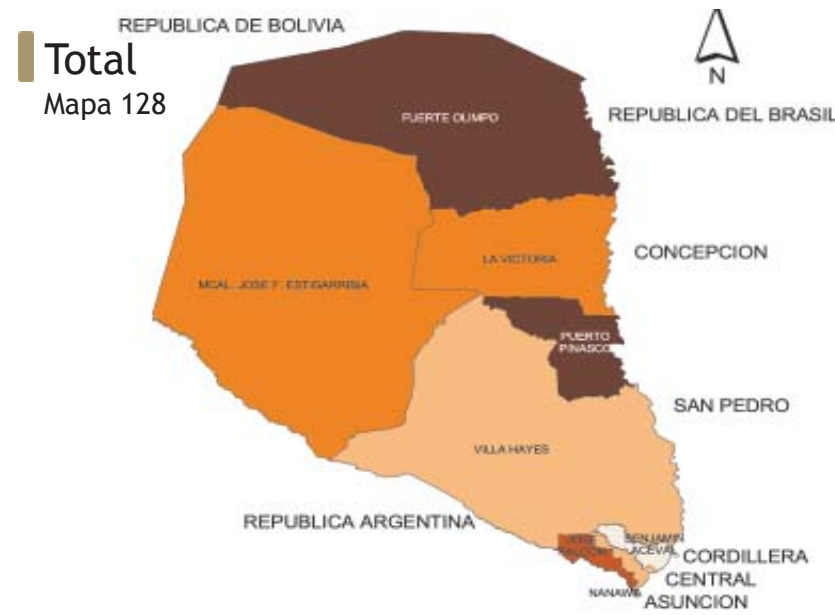 REPUBLICA DE BOLIVIA
Total
Mapa 128
N
REPUBLICA DEL BRASIL
FUERTE OLIMPO
CONCEPCION
LA VICTORIA
MCAL. JOSE F. ESTIGARRIBIA
PUERTO
PINASCO
SAN PEDRO
VILLA HAYES
REPUBLICA ARGENTINA
BENJAMIN
ACEVAL
FALCON
CORDILLERA
CENTRAL
NANAWA
ASUNCION